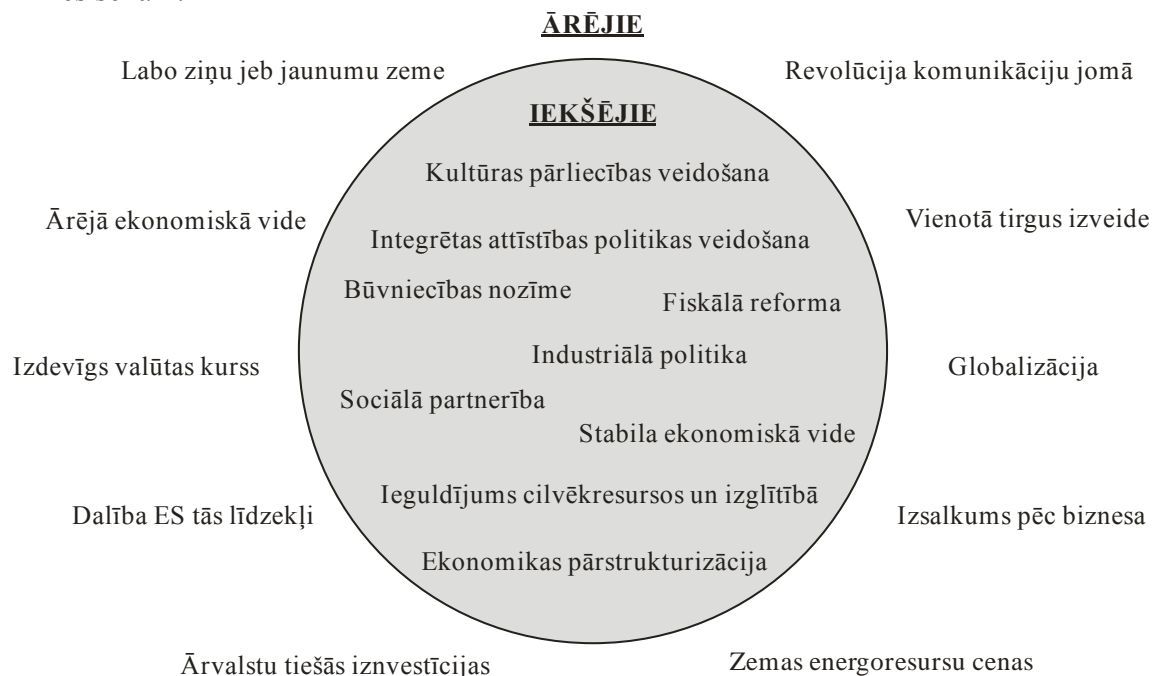 ĀRĒJIE
Labo ziņu jeb jaunumu zeme
Revolūcija komunikāciju jomā
IEKŠĒJIE
Kultūras pārliecības veidošana
Ārējā ekonomiskā vide
Vienotā tirgus izveide
Integrētas attīstības politikas veidošana
Būvniecības nozīme
Fiskālā reforma
Industriālā politika
Izdevīgs valūtas kurss
Globalizācija
Sociālā partnerība
Stabila ekonomiskā vide
Ieguldījums cilvēkresursos un izglītībā
Dalība ES tās līdzekļi
Izsalkums pēc biznesa
Ekonomikas pārstrukturizācija
Ārvalstu tiešās iznvestīcijas
Zemas energoresursu cenas